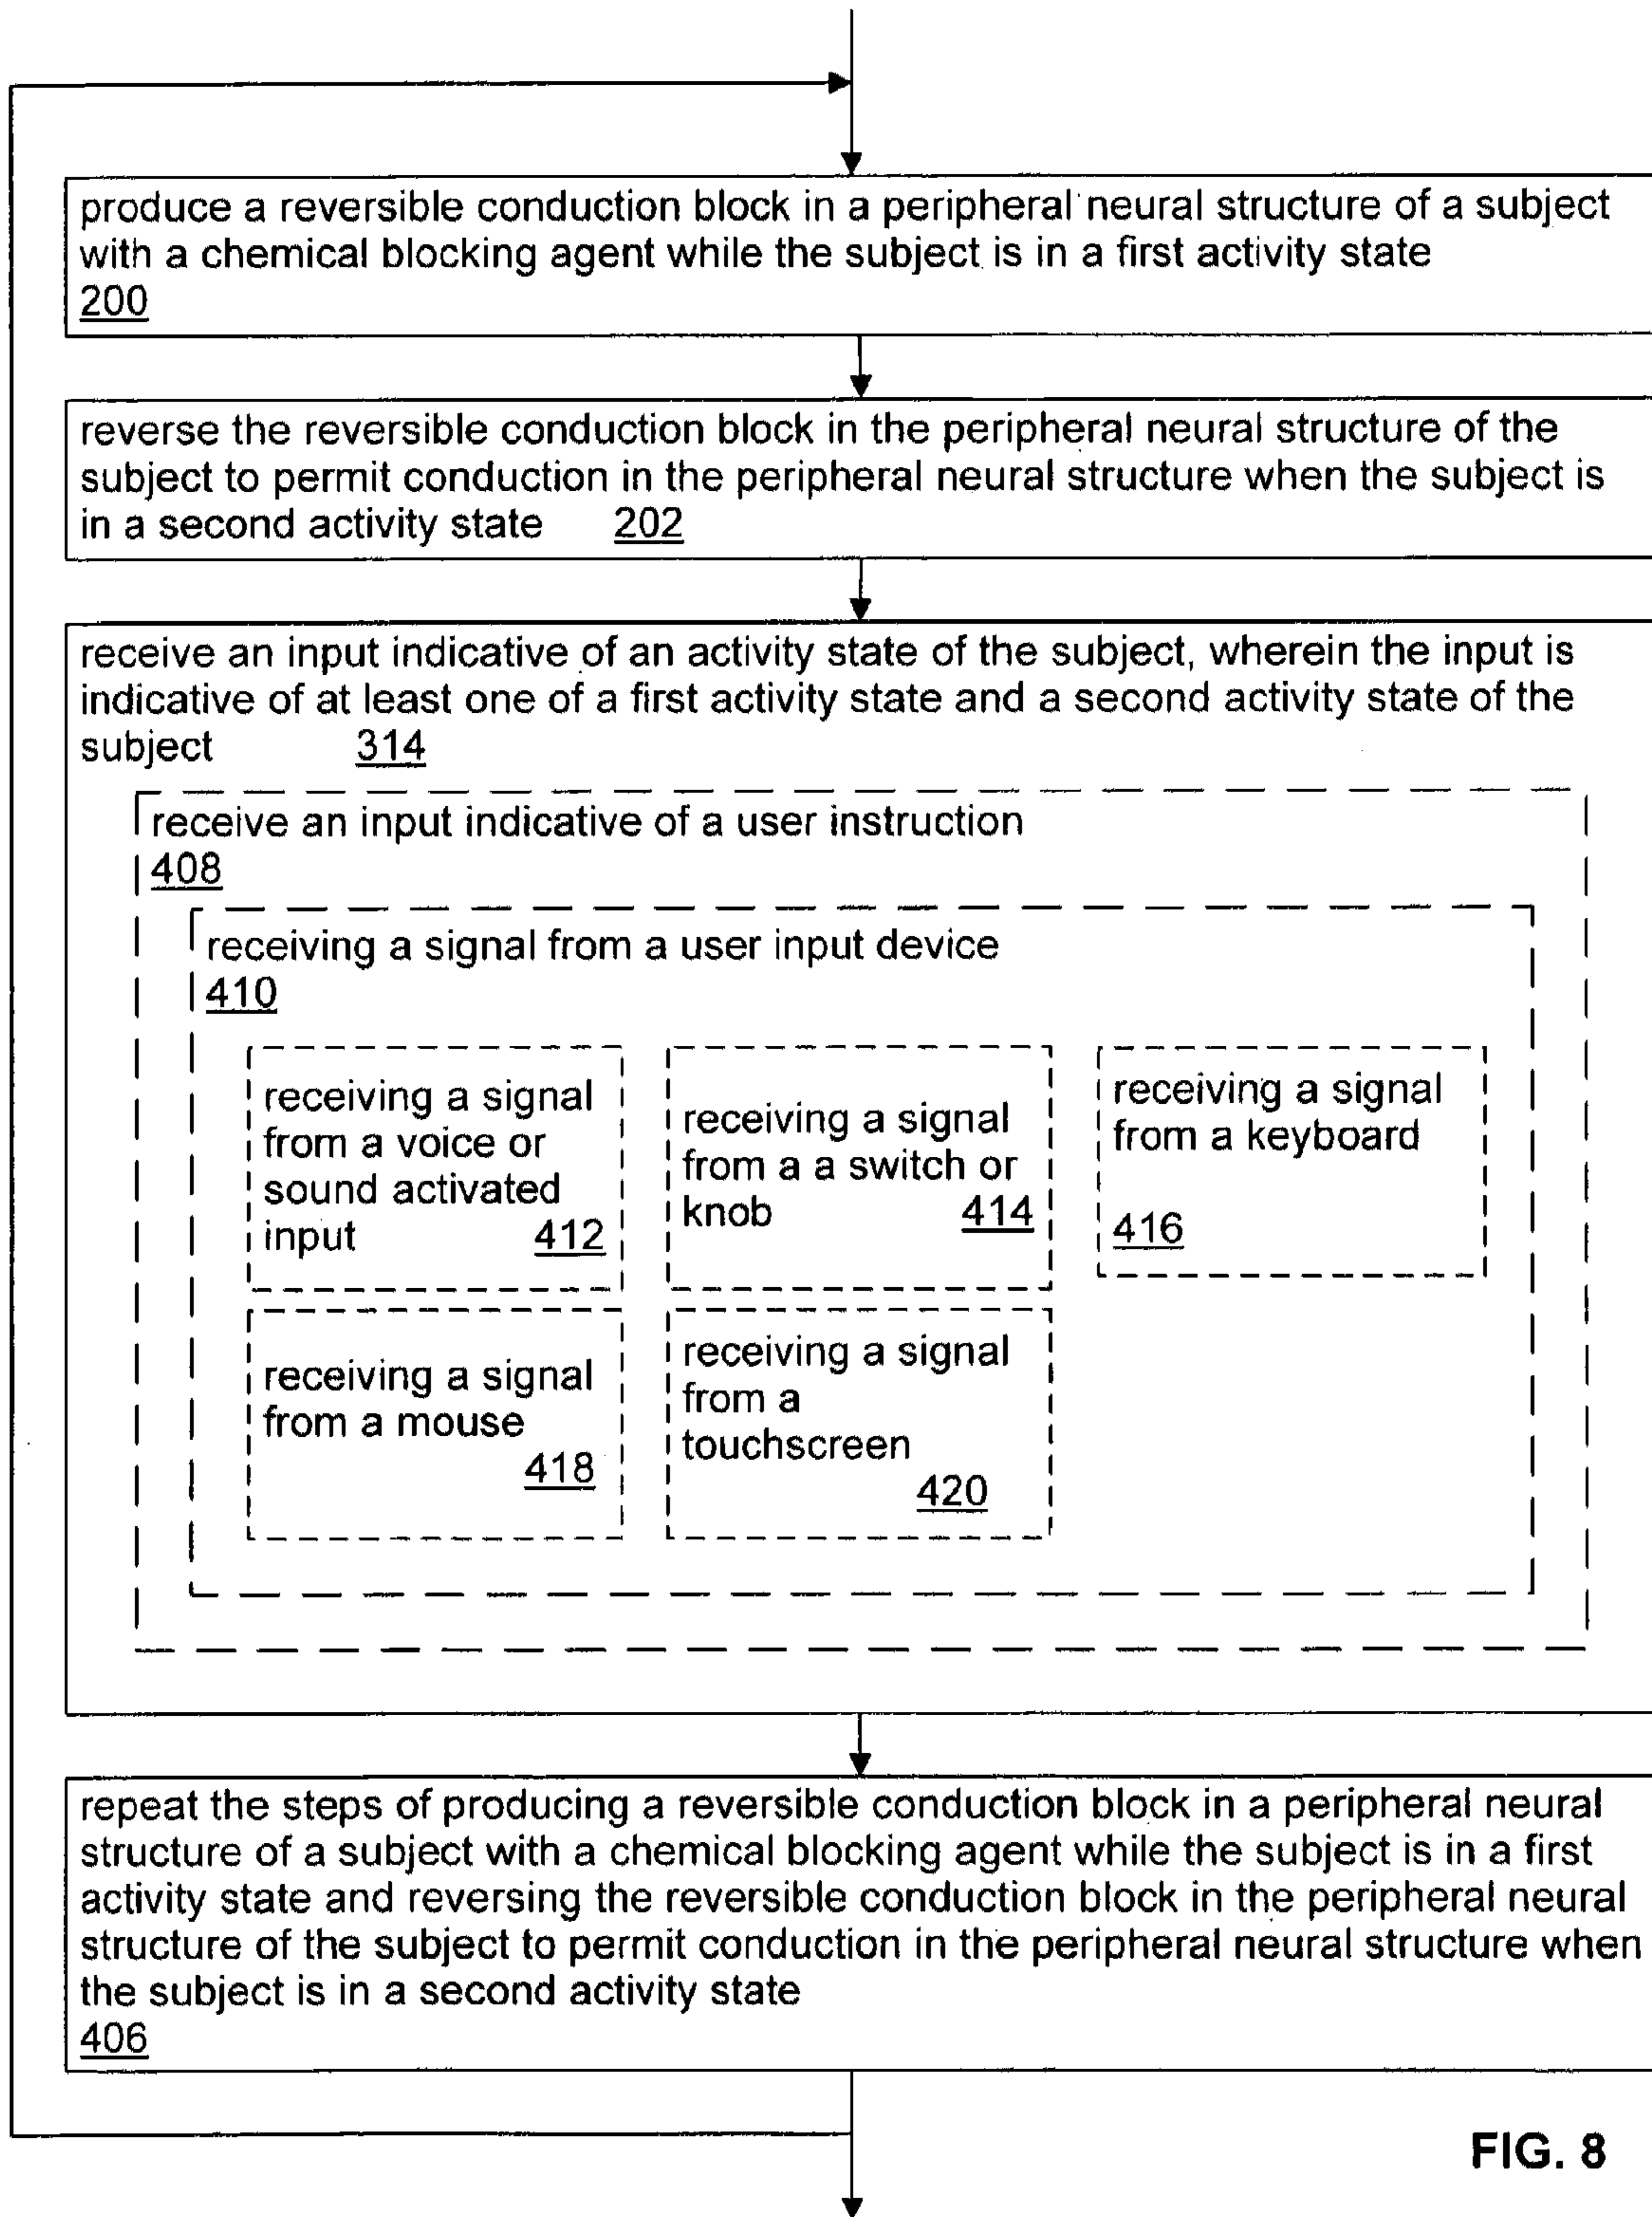 produce a reversible conduction block in a peripheral neural structure of a subject
with a chemical blocking agent while the subject is in a first activity state
200
reverse the reversible conduction block in the peripheral neural structure of the
subject to permit conduction in the peripheral neural structure when the subject is
in a second activity state 202
receive an input indicative of an activity state of the subject, wherein the input is
indicative of at least one of a first activity state and a second activity state of the
subject 314
receive an input indicative of a user instruction
408
receiving a signal from a user input device
410
receiving a signal
from a voice or
sound activated
input 412
receiving a signal
from a a switch or
knob 414
receiving a signal
from a keyboard
416
receiving a signal
from a mouse
418
receiving a signal
from a
touchscreen
420
repeat the steps of producing a reversible conduction block in a peripheral neural
structure of a subject with a chemical blocking agent while the subject is in a first
activity state and reversing the reversible conduction block in the peripheral neural
structure of the subject to permit conduction in the peripheral neural structure when
the subject is in a second activity state
406
FIG. 8